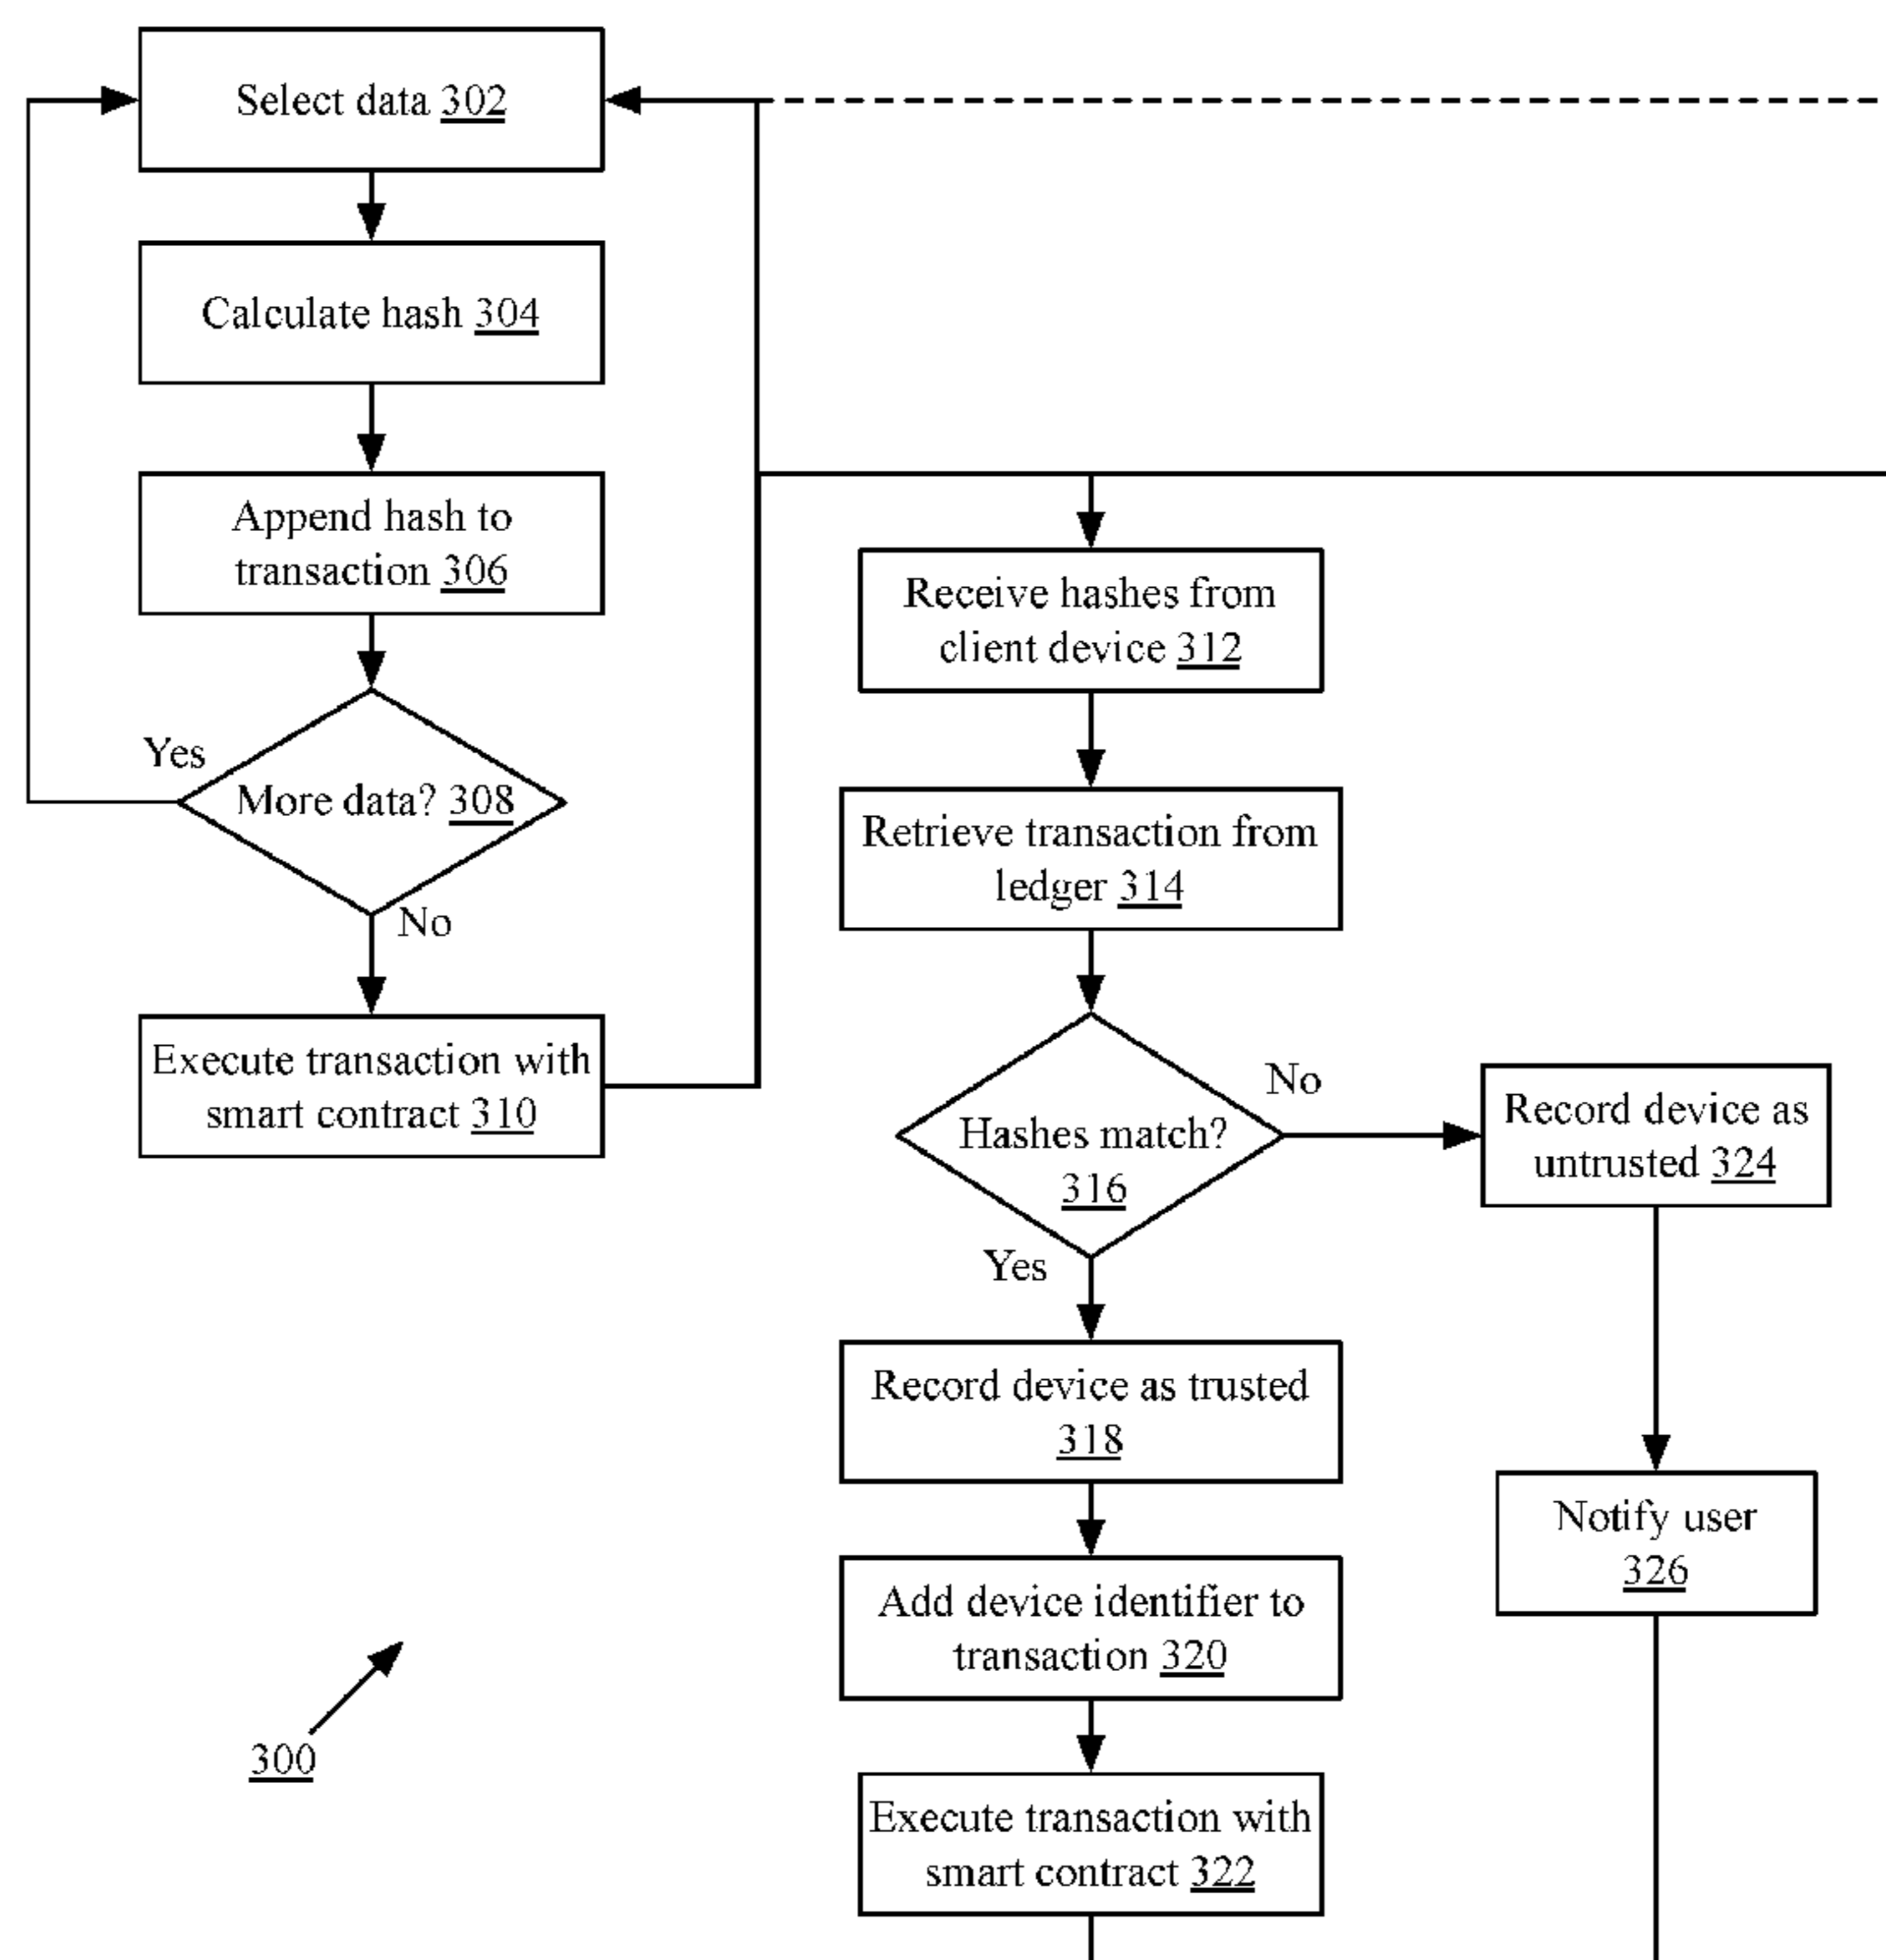 Select data 302
Calculate hash 304
Append hash to
transaction 306
Yes
More data? 308
No
Execute transaction with
smart contract 310
Receive hashes from
client device 312
Retrieve transaction from
ledger 314
No
Hashes match?
316
Yes
Record device as
untrusted 324
Record device as trusted
318
Notify user
326
Add device identifier to
transaction 320
Execute transaction with
smart contract 322
300